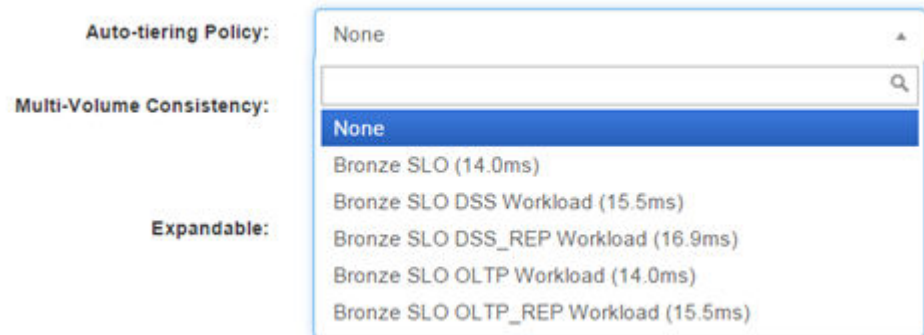 Auto-tiering Policy:
None
Multi-Volume Consistency:
None
Bronze SLO (14.0ms)
Bronze SLO DSS Workload (15.5ms)
Expandable:
Bronze SLO DSS_REP Workload (16.9ms)
Bronze SLO OLTP Workload (14.0ms)
Bronze SLO OLTP_REP Workload (15.5ms)